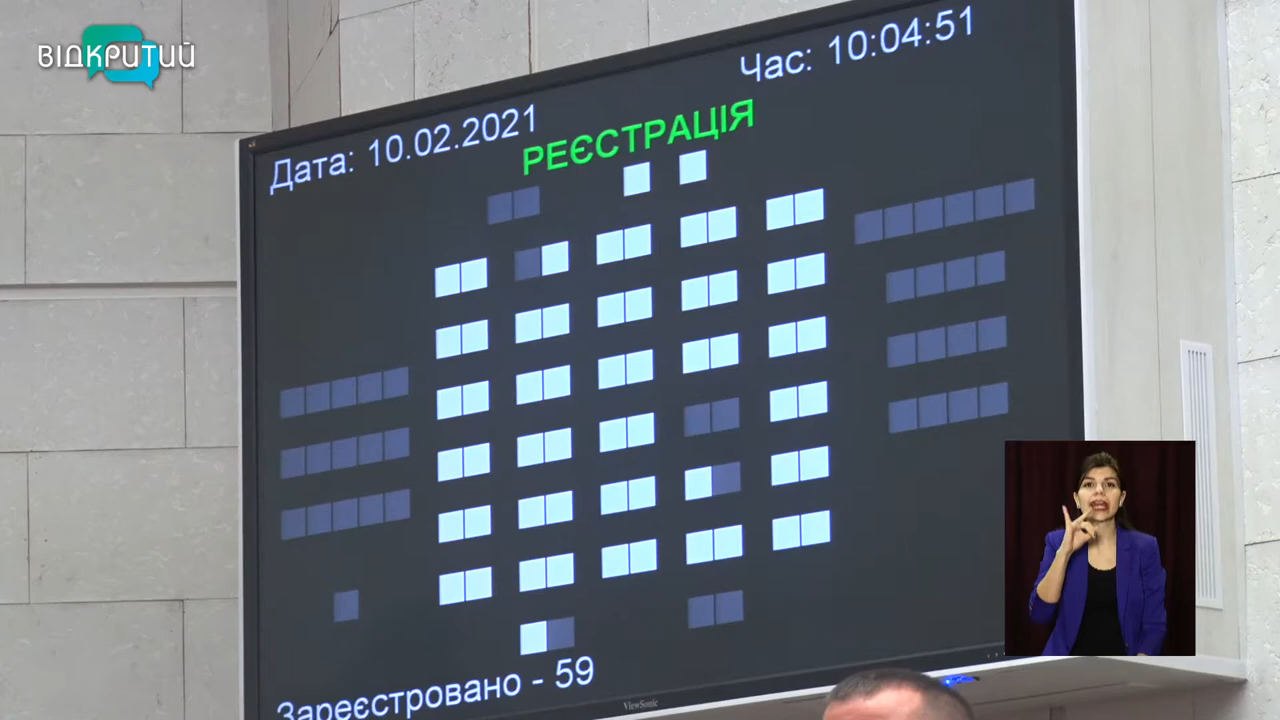 ВІДКРИТИЙ
Дата: 10.02.2021
Час: 10:04:51
РЕЄСТРАЦІЯ
Зареєстровано - 59
ViewSonic